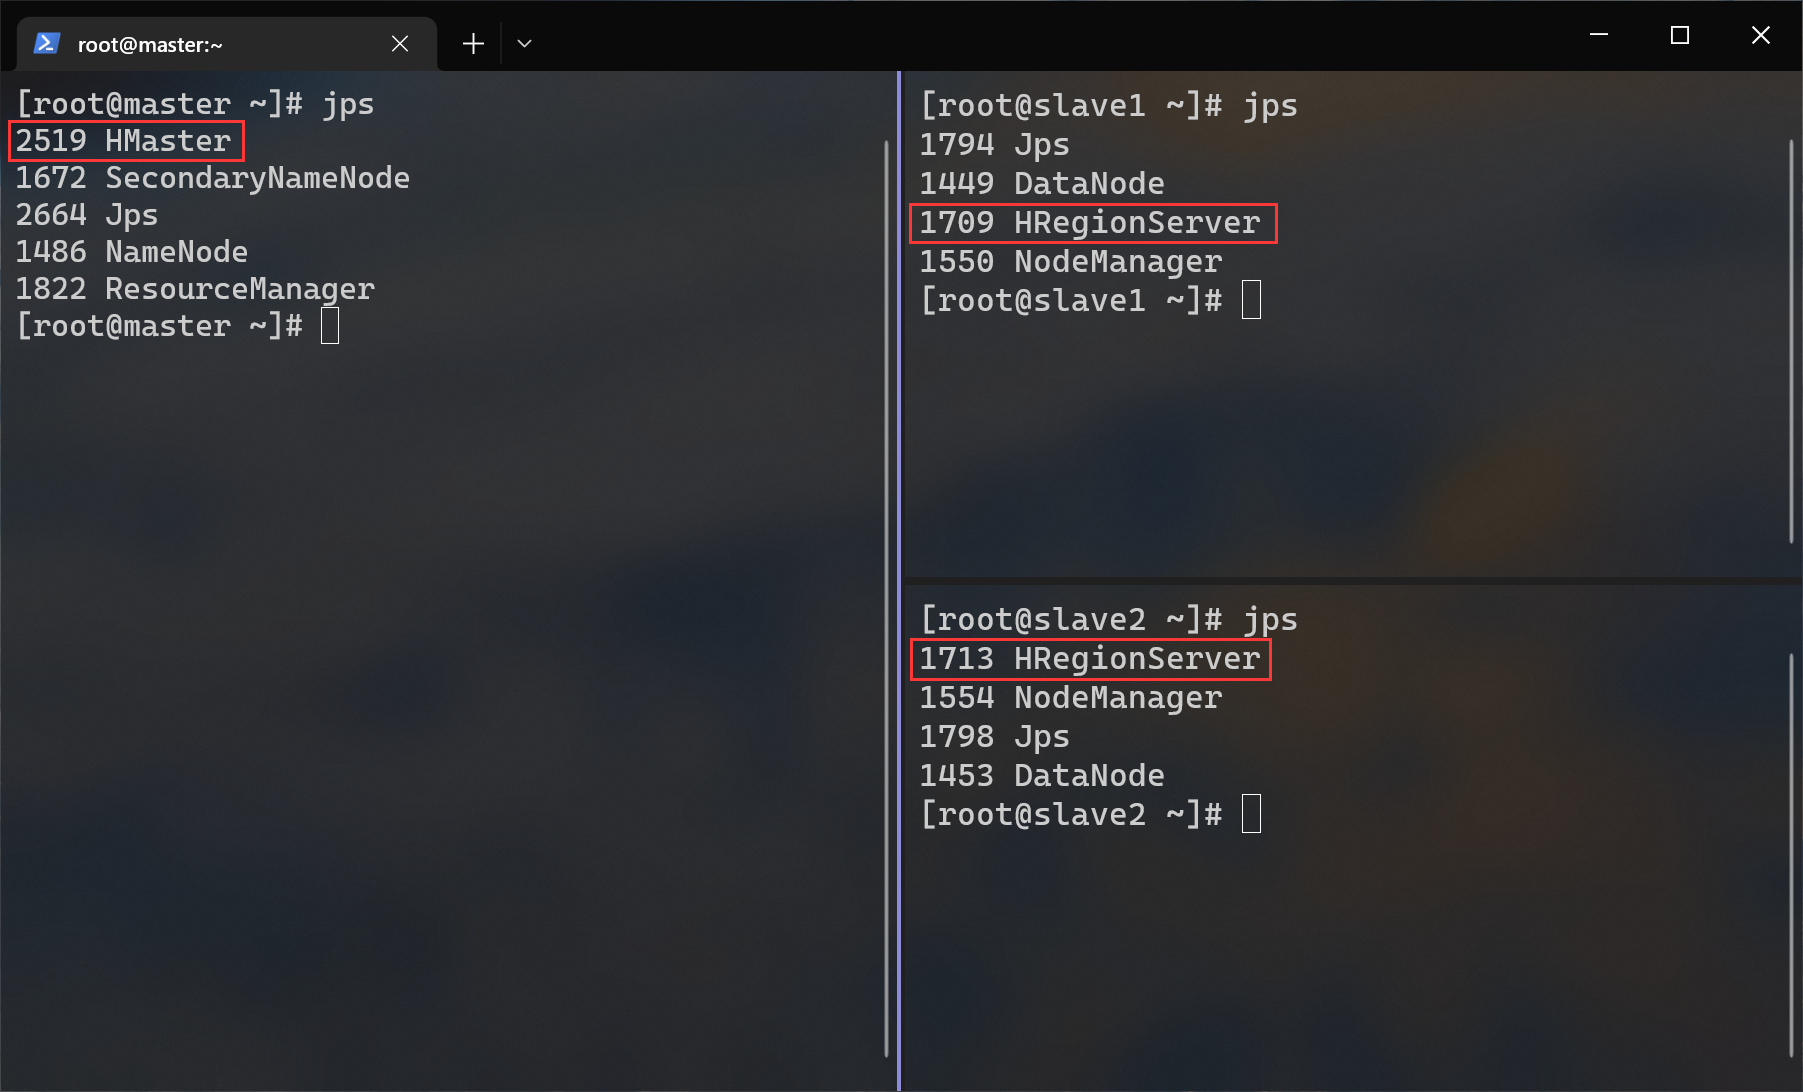 root@master:~
[root@master ~]# jps
2519 HMaster
1672 SecondaryNameNode
2664 Jps
1486 NameNode
1822 ResourceManager
[root@master ~]#
[root@slave1 ~]# jps
1794 Jps
1449 DataNode
1709 HRegionServer
1550 NodeManager
[root@slave1 ~]#
[root@slave2 ~]# jps
1713 HRegionServer
1554 NodeManager
1798 Jps
1453 DataNode
[root@slave2 ~]#